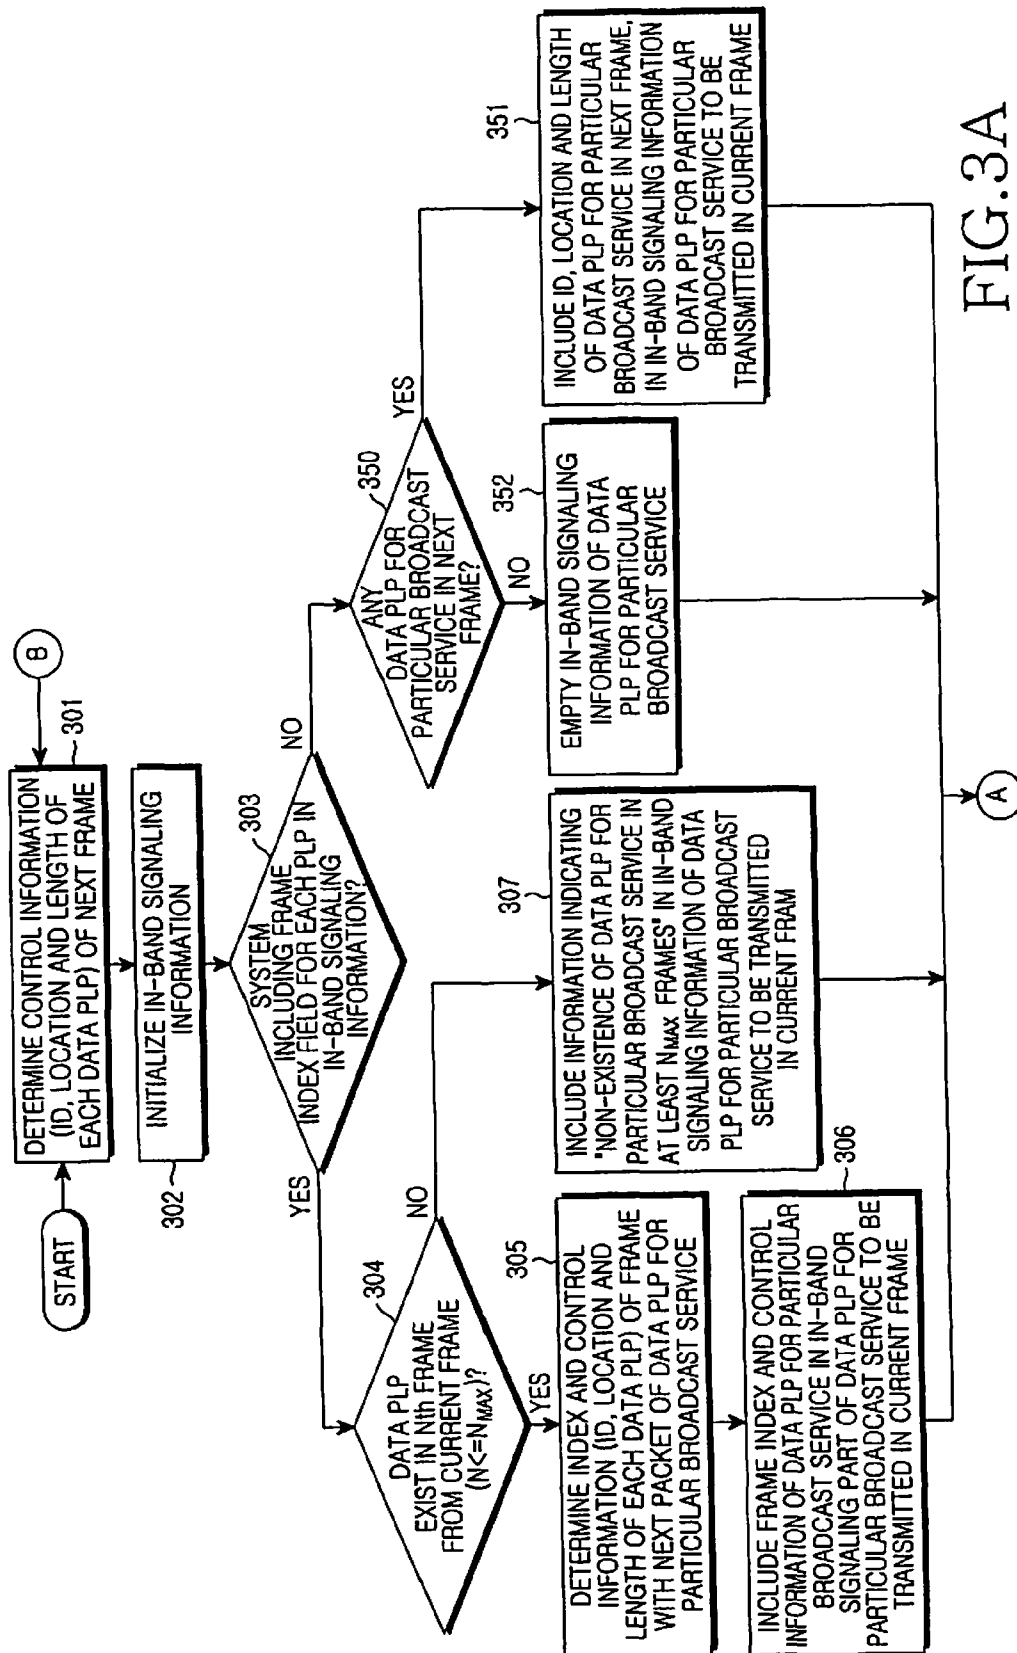 START
DETERMINE CONTROL INFORMATION
(ID, LOCATION AND LENGTH OF
EACH DATA PLP) OF NEXT FRAME
301
B
INITIALIZE IN-BAND SIGNALING
INFORMATION
302
SYSTEM
INCLUDING FRAME
INDEX FIELD FOR EACH PLP IN
IN-BAND SIGNALING
INFORMATION?
303
YES
NO
DATA PLP
EXIST IN Nth FRAME
FROM CURRENT FRAME
(N<=NMAX)?
304
YES
NO
DETERMINE INDEX AND CONTROL
INFORMATION (ID, LOCATION AND
LENGTH OF EACH DATA PLP) OF FRAME
WITH NEXT PACKET OF DATA PLP FOR
PARTICULAR BROADCAST SERVICE
305
INCLUDE FRAME INDEX AND CONTROL
INFORMATION OF DATA PLP FOR PARTICULAR
BROADCAST SERVICE IN IN-BAND
SIGNALING PART OF DATA PLP FOR
PARTICULAR BROADCAST SERVICE TO BE
TRANSMITTED IN CURRENT FRAME
306
INCLUDE INFORMATION INDICATING
"NON-EXISTENCE OF DATA PLP FOR
PARTICULAR BROADCAST SERVICE IN
AT LEAST NMAX FRAMES" IN IN-BAND
SIGNALING INFORMATION OF DATA
PLP FOR PARTICULAR BROADCAST
SERVICE TO BE TRANSMITTED
IN CURRENT FRAM
307
ANY
DATA PLP FOR
PARTICULAR BROADCAST
SERVICE IN NEXT
FRAME?
350
YES
NO
EMPTY IN-BAND SIGNALING
INFORMATION OF DATA
PLP FOR PARTICULAR
BROADCAST SERVICE
352
INCLUDE ID, LOCATION AND LENGTH
OF DATA PLP FOR PARTICULAR
BROADCAST SERVICE IN NEXT FRAME,
IN IN-BAND SIGNALING INFORMATION
OF DATA PLP FOR PARTICULAR
BROADCAST SERVICE TO BE
TRANSMITTED IN CURRENT FRAME
351
A
FIG.3A